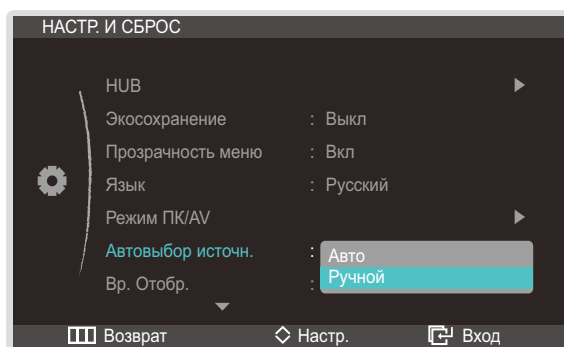 НАСТР. И СБРОС
HUB
Экосохранение : Выкл
Прозрачность меню : Вкл
Язык : Русский
Режим ПК/AV
Автовыбор источн. : Авто
Ручной
Вр. Отобр. :
Возврат Настр. Вход